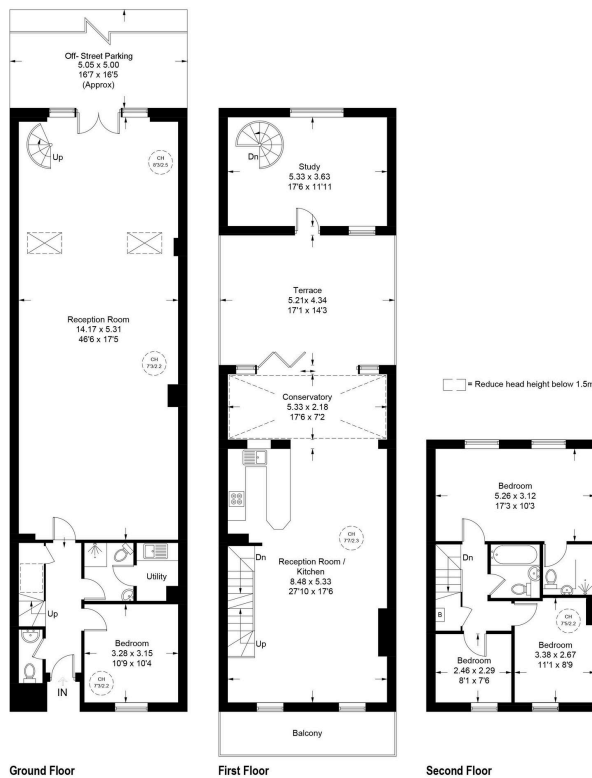 Off- Street Parking
5.05 x 5.00
16'7 x 16'5
(Approx)
Up
CH
8'3/2.5
Reception Room
14.17 x 5.31
46'6 x 17'5
CH
7'3/2.2
Utility
Up
Bedroom
3.28 x 3.15
10'9 x 10'4
CH
7'3/2.2
IN
Ground Floor
Dn
Study
5.33 x 3.63
17'6 x 11'11
Terrace
5.21x 4.34
17'1 x 14'3
Conservatory
5.33 x 2.18
17'6 x 7'2
CH
7'7/2.3
Dn
Reception Room /
Kitchen
8.48 x 5.33
27'10 x 17'6
Up
Balcony
First Floor
= Reduce head height below 1.5m
Bedroom
5.26 x 3.12
17'3 x 10'3
Dn
B
CH
7'5/2.2
Bedroom
3.38 x 2.67
11'1 x 8'9
Bedroom
2.46 x 2.29
8'1 x 7'6
Second Floor